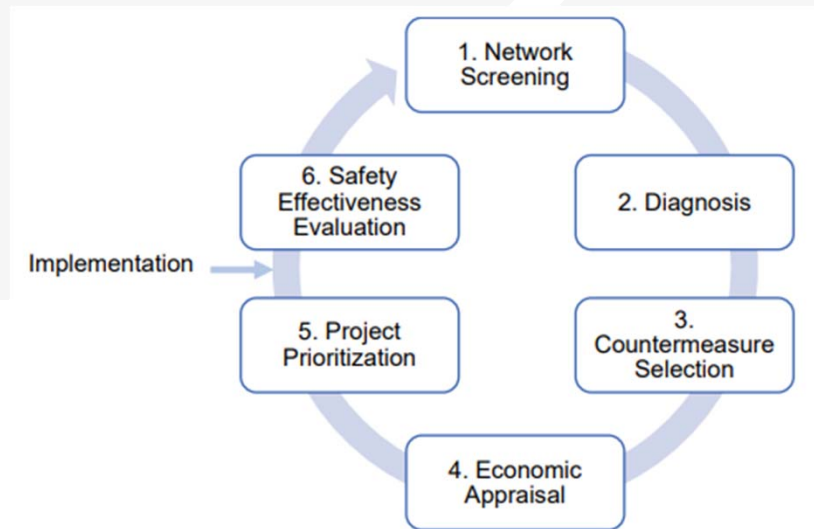 1. Network
Screening
2. Diagnosis
3.
Countermeasure
Selection
4. Economic
Appraisal
5. Project
Prioritization
Implementation
6. Safety
Effectiveness
Evaluation